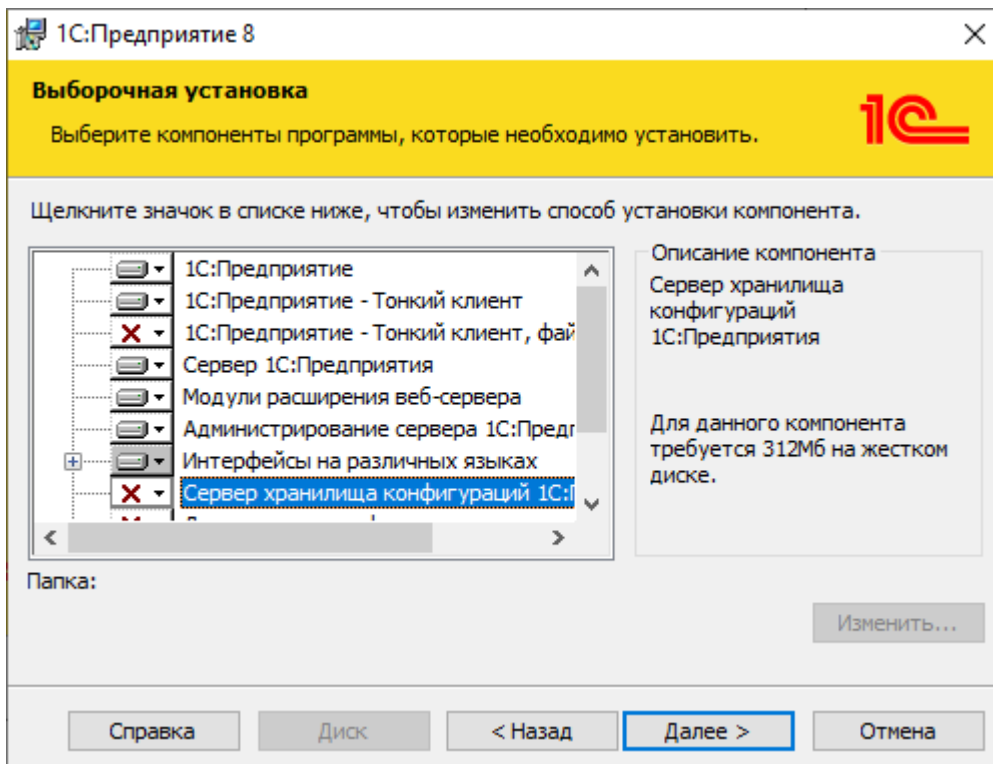 1С:Предприятие 8
Выборочная установка
Выберите компоненты программы, которые необходимо установить.
1С
Щелкните значок в списке ниже, чтобы изменить способ установки компонента.
1С:Предприятие
1С:Предприятие - Тонкий клиент
1С:Предприятие - Тонкий клиент, фай
Сервер 1С:Предприятия
Модули расширения веб-сервера
Администрирование сервера 1С:Предп
Интерфейсы на различных языках
Сервер хранилища конфигураций 1С:П
Описание компонента
Сервер хранилища
конфигураций
1С:Предприятия
Для данного компонента
требуется 312Мб на жестком
диске.
Папка:
Изменить...
Справка
Диск
< Назад
Далее >
Отмена